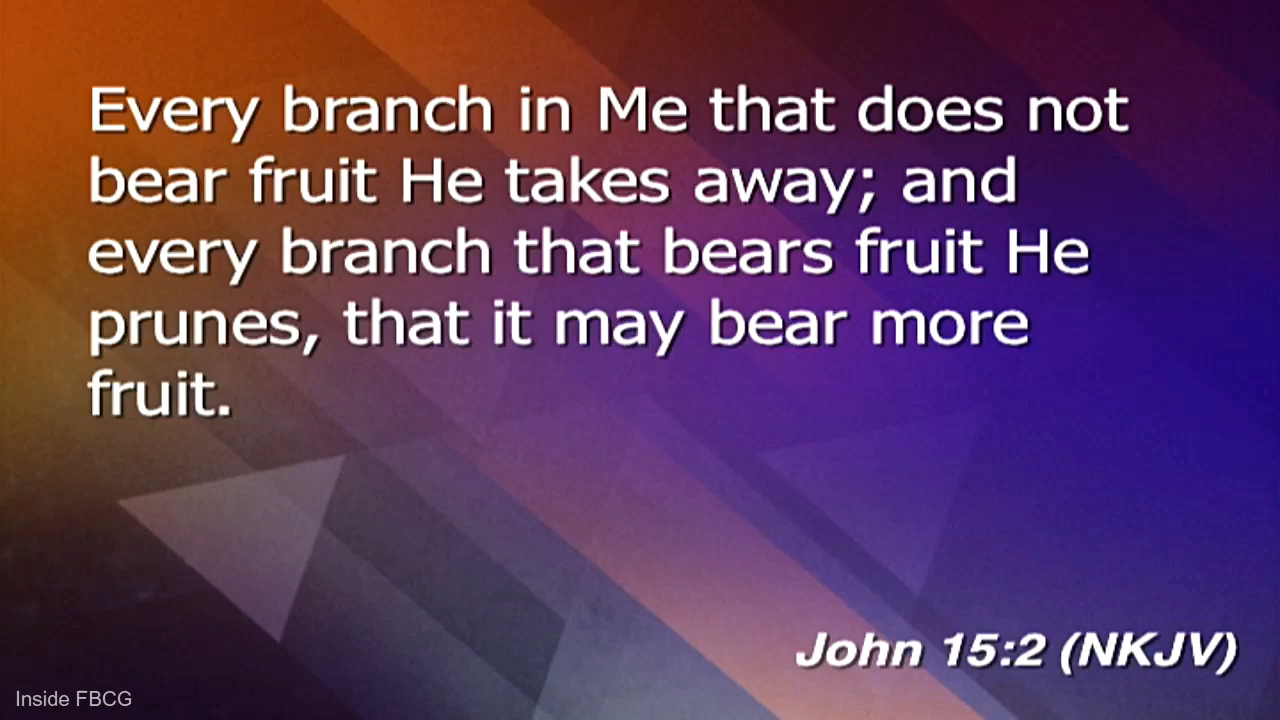 Every branch in Me that does not
bear fruit He takes away; and
every branch that bears fruit He
prunes, that it may bear more
fruit.
John 15:2 (NKJV)
Inside FBCG